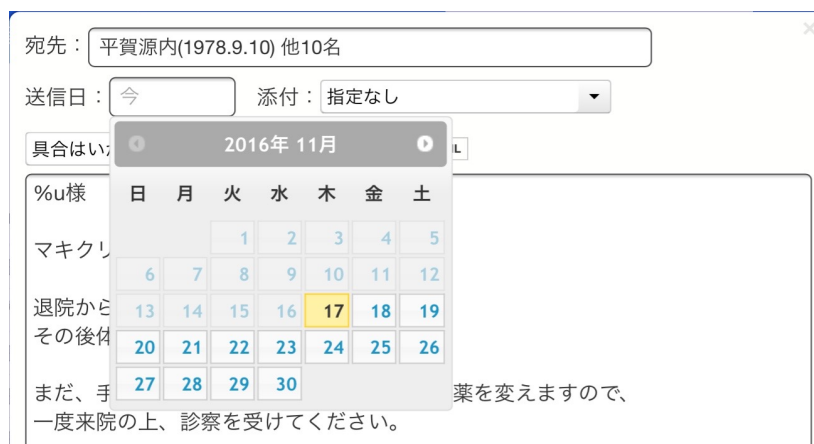 宛先： 平賀源内(1978.9.10) 他10名
送信日： 今 添付： 指定なし
具合はい
2016年 11月
日 月 火 水 木 金 土
1 2 3 4 5
6 7 8 9 10 11 12
13 14 15 16 17 18 19
20 21 22 23 24 25 26
27 28 29 30
%u様
マキクリ
退院から
その後体
まだ、手 薬を変えますので、
一度来院の上、診察を受けてください。